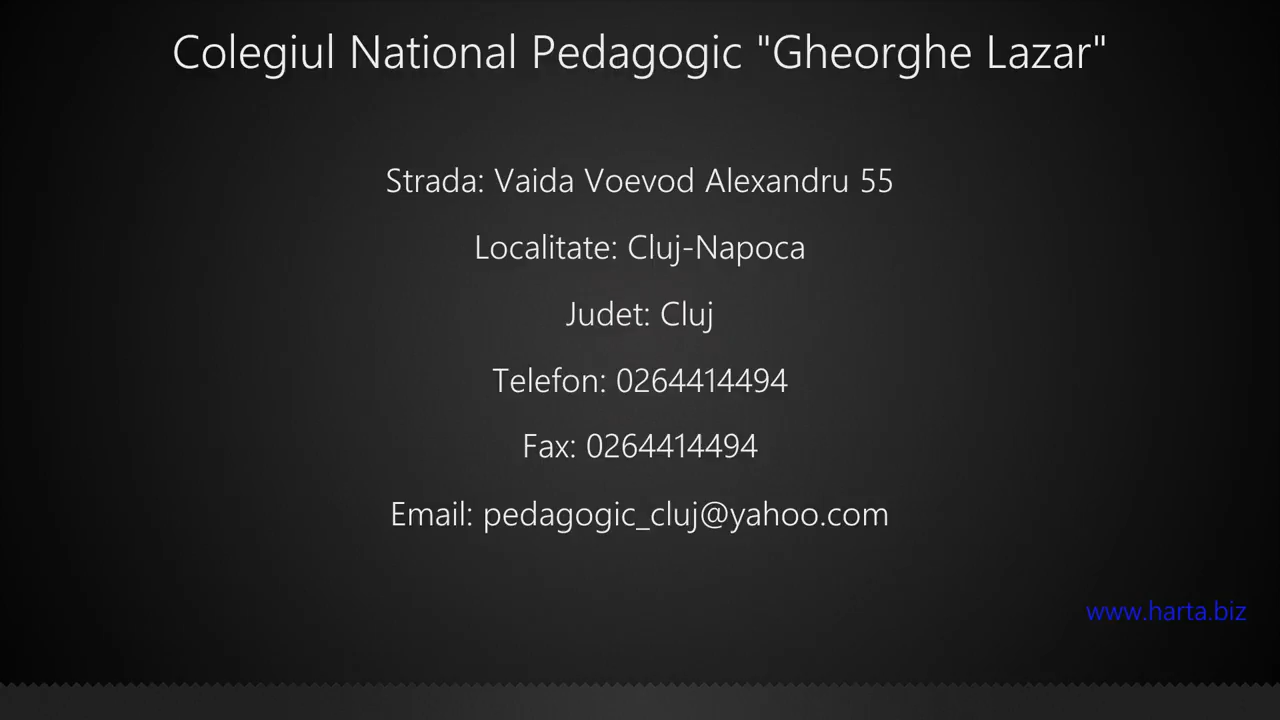 Colegiul National Pedagogic "Gheorghe Lazar"
Strada: Vaida Voevod Alexandru 55
Localitate: Cluj-Napoca
Judet: Cluj
Telefon: 0264414494
Fax: 0264414494
Email: pedagogic_cluj@yahoo.com
www.harta.biz